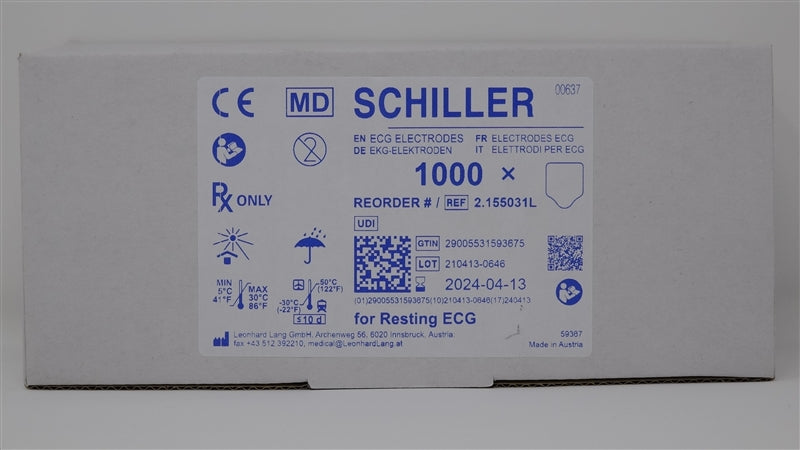 CE MD SCHILLER 00637
EN ECG ELECTRODES FR ELECTRODES ECG
DE EKG-ELEKTRODEN IT ELETTRODI PER ECG
2
1000 ×
Rx ONLY
REORDER # / REF 2.155031L
UDI
GTIN 29005531593675
LOT 210413-0646
2024-04-13
(01)29005531593675(10)210413-0646(17)240413
MIN 5°C 41°F
MAX 30°C 86°F
50°C (122°F)
-30°C (-22°F)
≤10 d
for Resting ECG
Leonhard Lang GmbH, Archenweg 56, 6020 Innsbruck, Austria
fax +43 512 392210, medical@LeonhardLang.at
59387
Made in Austria